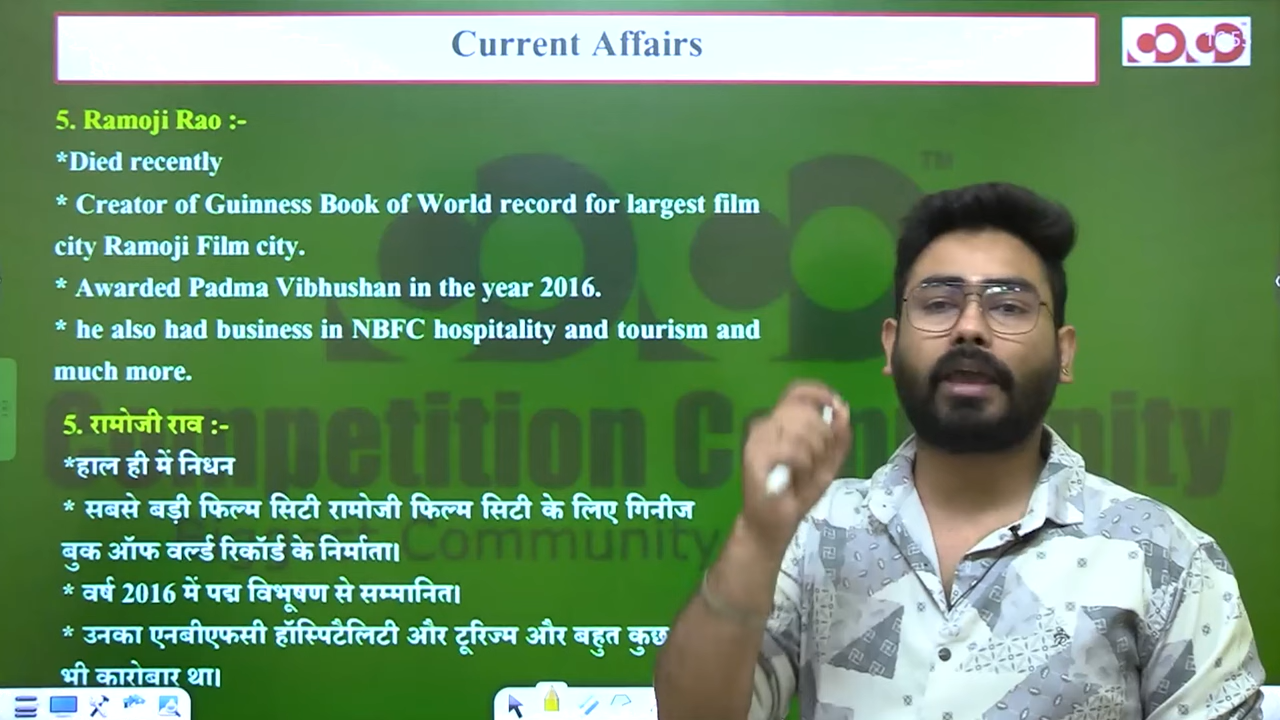 Current Affairs
5. Ramoji Rao :-
*Died recently
* Creator of Guinness Book of World record for largest film
city Ramoji Film city.
* Awarded Padma Vibhushan in the year 2016.
* he also had business in NBFC hospitality and tourism and
much more.
5. रामोजी राव :-
*हाल ही में निधन
* सबसे बड़ी फिल्म सिटी रामोजी फिल्म सिटी के लिए गिनीज
बुक ऑफ वर्ल्ड रिकॉर्ड के निर्माता।
* वर्ष 2016 में पद्म विभूषण से सम्मानित।
* उनका एनबीएफसी हॉस्पिटैलिटी और टूरिज्म और बहुत कुछ
भी कारोबार था।
TM
Community